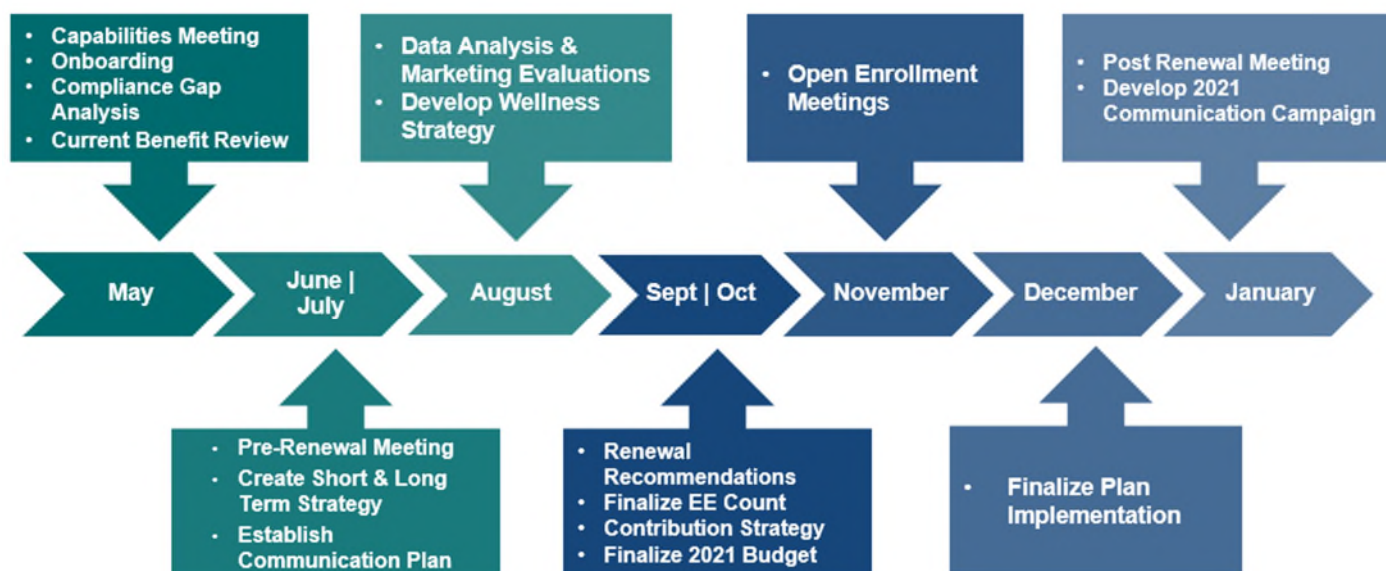 • Capabilities Meeting
• Onboarding
• Compliance Gap
Analysis
• Current Benefit Review
• Data Analysis &
Marketing Evaluations
• Develop Wellness
Strategy
• Open Enrollment
Meetings
• Post Renewal Meeting
• Develop 2021
Communication Campaign
May
June |
July
August
Sept | Oct
November
December
January
• Pre-Renewal Meeting
• Create Short & Long
Term Strategy
• Establish
Communication Plan
• Renewal
Recommendations
• Finalize EE Count
• Contribution Strategy
• Finalize 2021 Budget
• Finalize Plan
Implementation